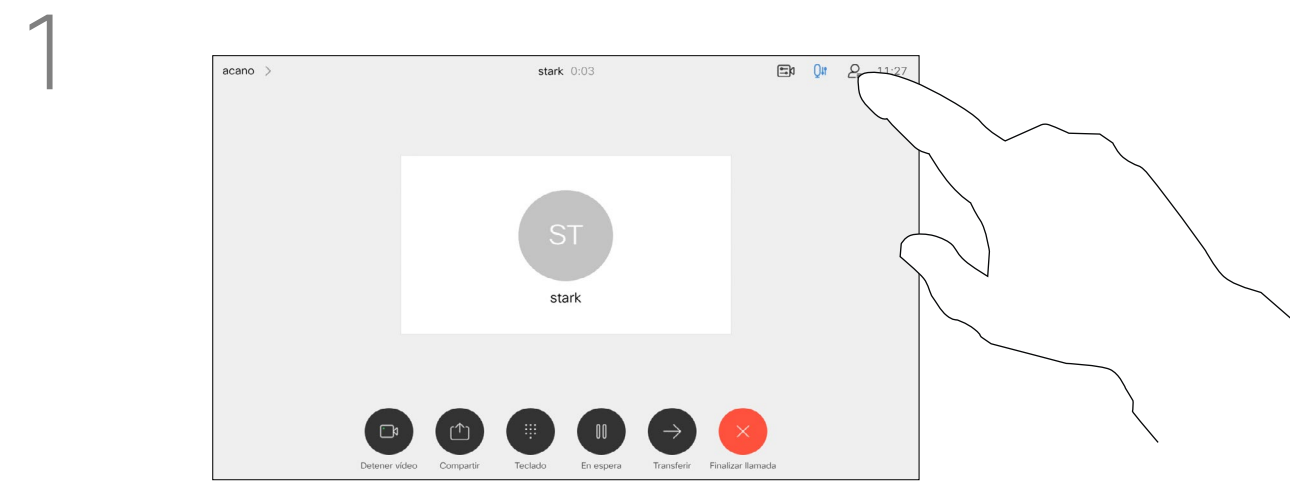 1
acano >
stark 0:03
11:27
ST
stark
Detener vídeo Compartir Teclado En espera Transferir Finalizar llamada